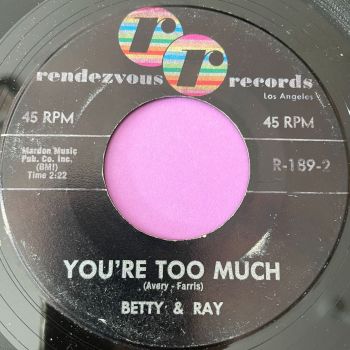 r r
rendezvous records
Los Angeles
45 RPM 45 RPM
Mardon Music
Pub. Co. Inc.
(BMI)
Time 2:22
R-189-2
YOU'RE TOO MUCH
(Avery - Farris)
BETTY & RAY